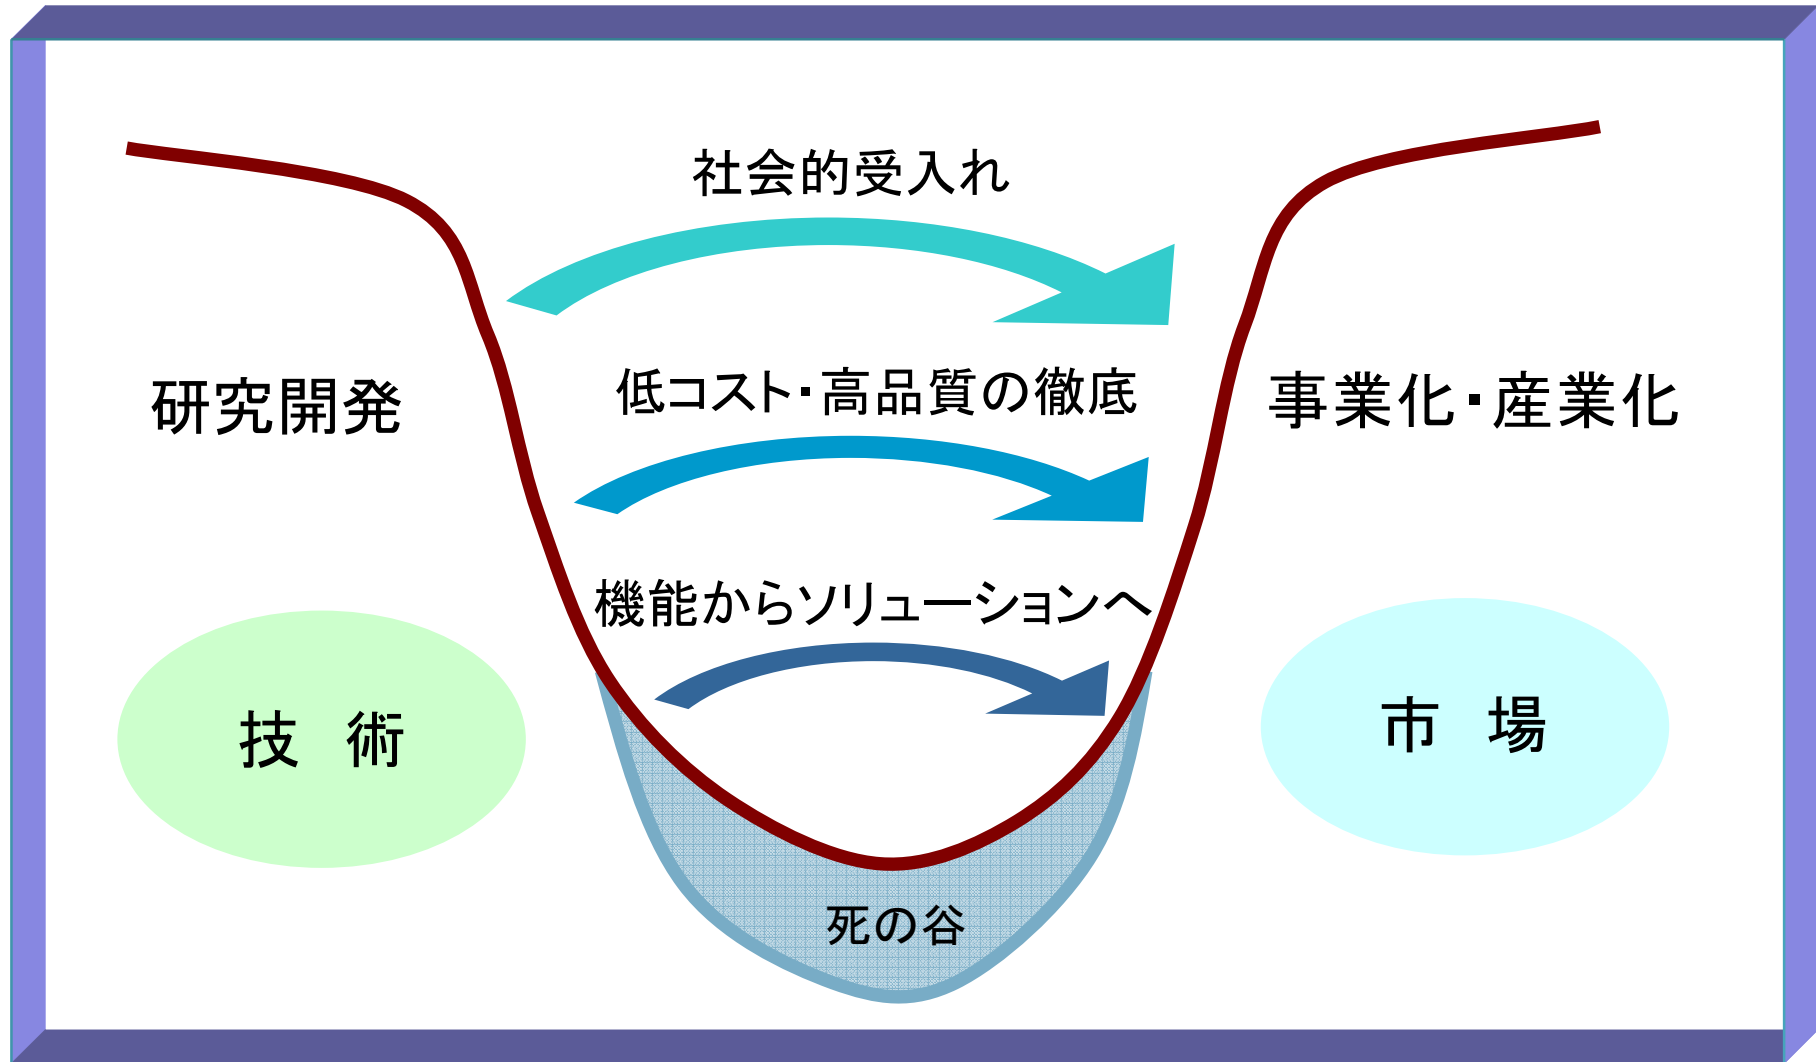 社会的受入れ
低コスト・高品質の徹底
研究開発
事業化・産業化
機能からソリューションへ
技　術
市　場
死の谷